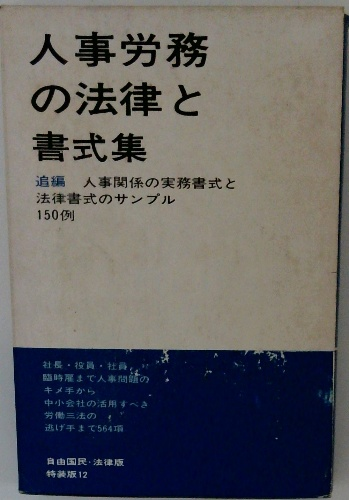 人事労務
の法律と
書式集
追編　人事関係の実務書式と
法律書式のサンプル
150例
社長・役員・社員
臨時雇まで人事問題の
キメ手から
中小会社の活用すべき
労働三法の
逃げ手まで564項
自由国民・法律版
特装版12